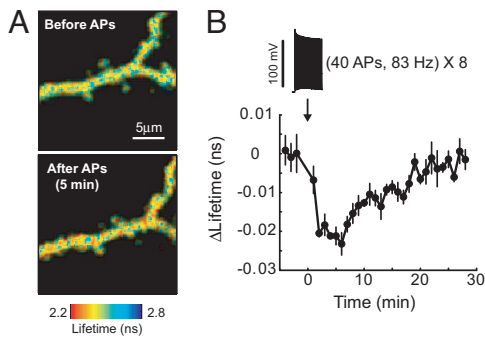 A
Before APs
5μm
After APs
(5 min)
2.2
2.8
Lifetime (ns)
B
100 mV
(40 APs, 83 Hz) X 8
0.01
0
-0.01
-0.02
-0.03
ΔLifetime (ns)
0 10 20 30
Time (min)